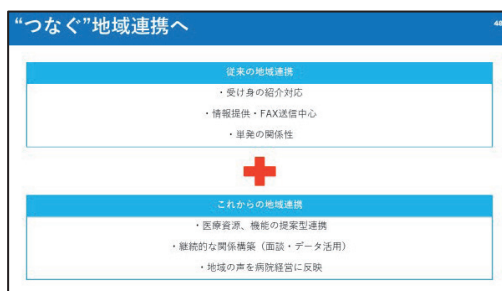 “つなぐ”地域連携へ
従来の地域連携
・受け身の紹介対応
・情報提供・FAX送信中心
・単発の関係性
これからの地域連携
・医療資源、機能の提案型連携
・継続的な関係構築（面談・データ活用）
・地域の声を病院経営に反映